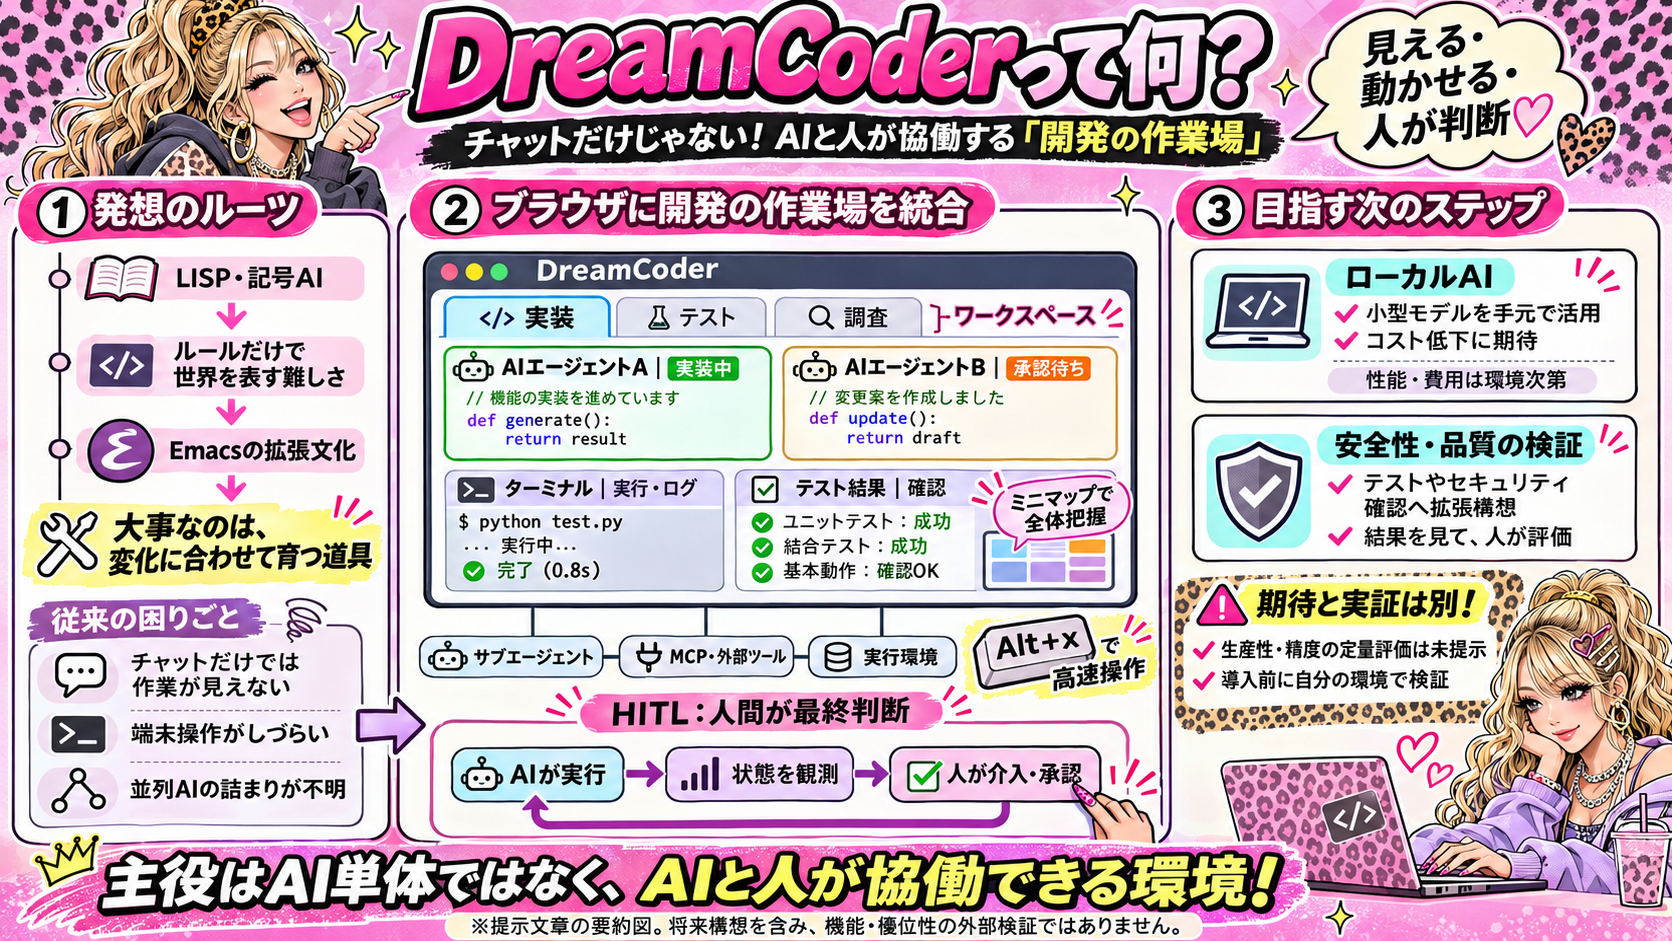 DreamCoderって何?
チャットだけじゃない! AIと人が協働する「開発の作業場」
見える・
動かせる・
人が判断
1 発想のルーツ
LISP・記号AI
</>
ルールだけで
世界を表す難しさ
Emacsの拡張文化
大事なのは、
変化に合わせて育つ道具
従来の困りごと
チャットだけでは
作業が見えない
>_
端末操作がしづらい
並列AIの詰まりが不明
2 ブラウザに開発の作業場を統合
DreamCoder
</> 実装
テスト
調査
ワークスペース
AIエージェントA | 実装中
// 機能の実装を進めています
def generate():
return result
AIエージェントB | 承認待ち
// 変更案を作成しました
def update():
return draft
>_ ターミナル | 実行・ログ
$ python test.py
... 実行中...
完了 (0.8s)
テスト結果 | 確認
ユニットテスト：成功
結合テスト：成功
基本動作：確認OK
ミニマップで
全体把握
サブエージェント
MCP・外部ツール
実行環境
Alt+x で
高速操作
HITL：人間が最終判断
AIが実行
状態を観測
人が介入・承認
3 目指す次のステップ
</>
ローカルAI
小型モデルを手元で活用
コスト低下に期待
性能・費用は環境次第
安全性・品質の検証
テストやセキュリティ
確認へ拡張構想
結果を見て、人が評価
! 期待と実証は別!
生産性・精度の定量評価は未提示
導入前に自分の環境で検証
</>
主役はAI単体ではなく、AIと人が協働できる環境!
※提示文章の要約図。将来構想を含み、機能・優位性の外部検証ではありません。